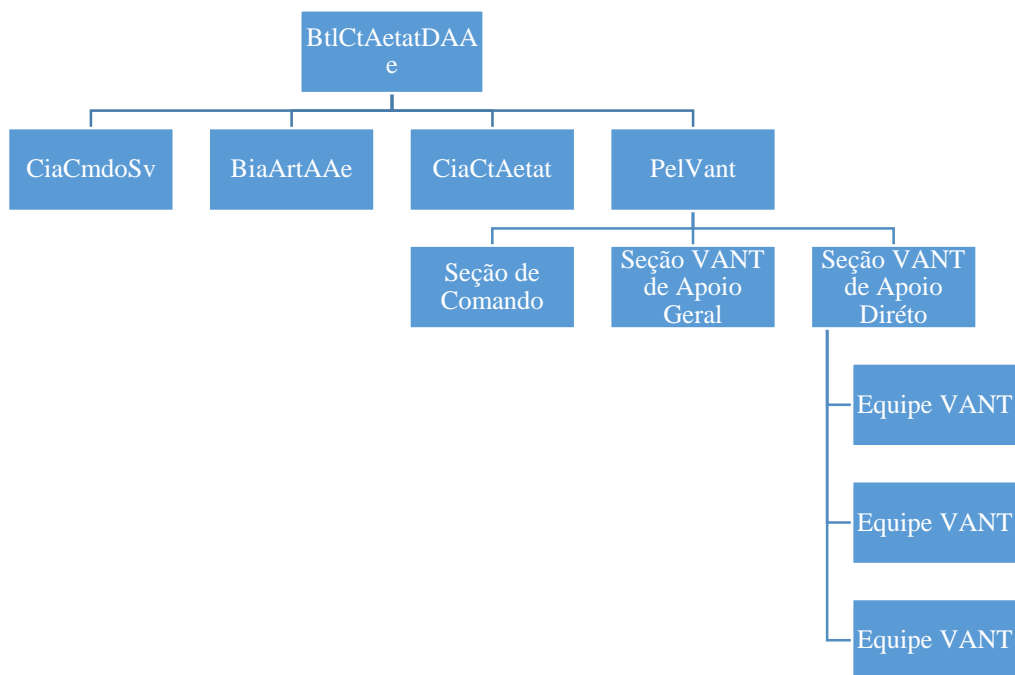 BtlCtAetatDAA
e
CiaCmdoSv
BiaArtAAe
CiaCtAetat
PelVant
Seção de
Comando
Seção VANT
de Apoio
Geral
Seção VANT
de Apoio
Diréto
Equipe VANT
Equipe VANT
Equipe VANT